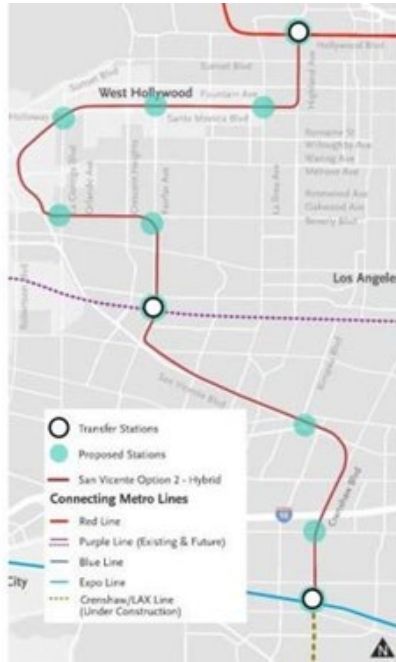 Hollywood Blvd
Sunset Blvd
Sunset Blvd
West Hollywood
Fountain Ave
Highland Ave
Holloway
Santa Monica Blvd
Romaine St
Willoughby Ave
Waring Ave
Melrose Ave
La Cienega Blvd
Orlando Ave
Crescent Heights
Fairfax Ave
La Brea Ave
Rosewood Ave
Oakwood Ave
Beverly Blvd
Robertson Blvd
Los Angeles
San Vicente Blvd
Crenshaw Blvd
10
Transfer Stations
Proposed Stations
San Vicente Option 2 - Hybrid
Connecting Metro Lines
Red Line
Purple Line (Existing & Future)
Blue Line
Expo Line
Crenshaw/LAX Line
(Under Construction)
City
N